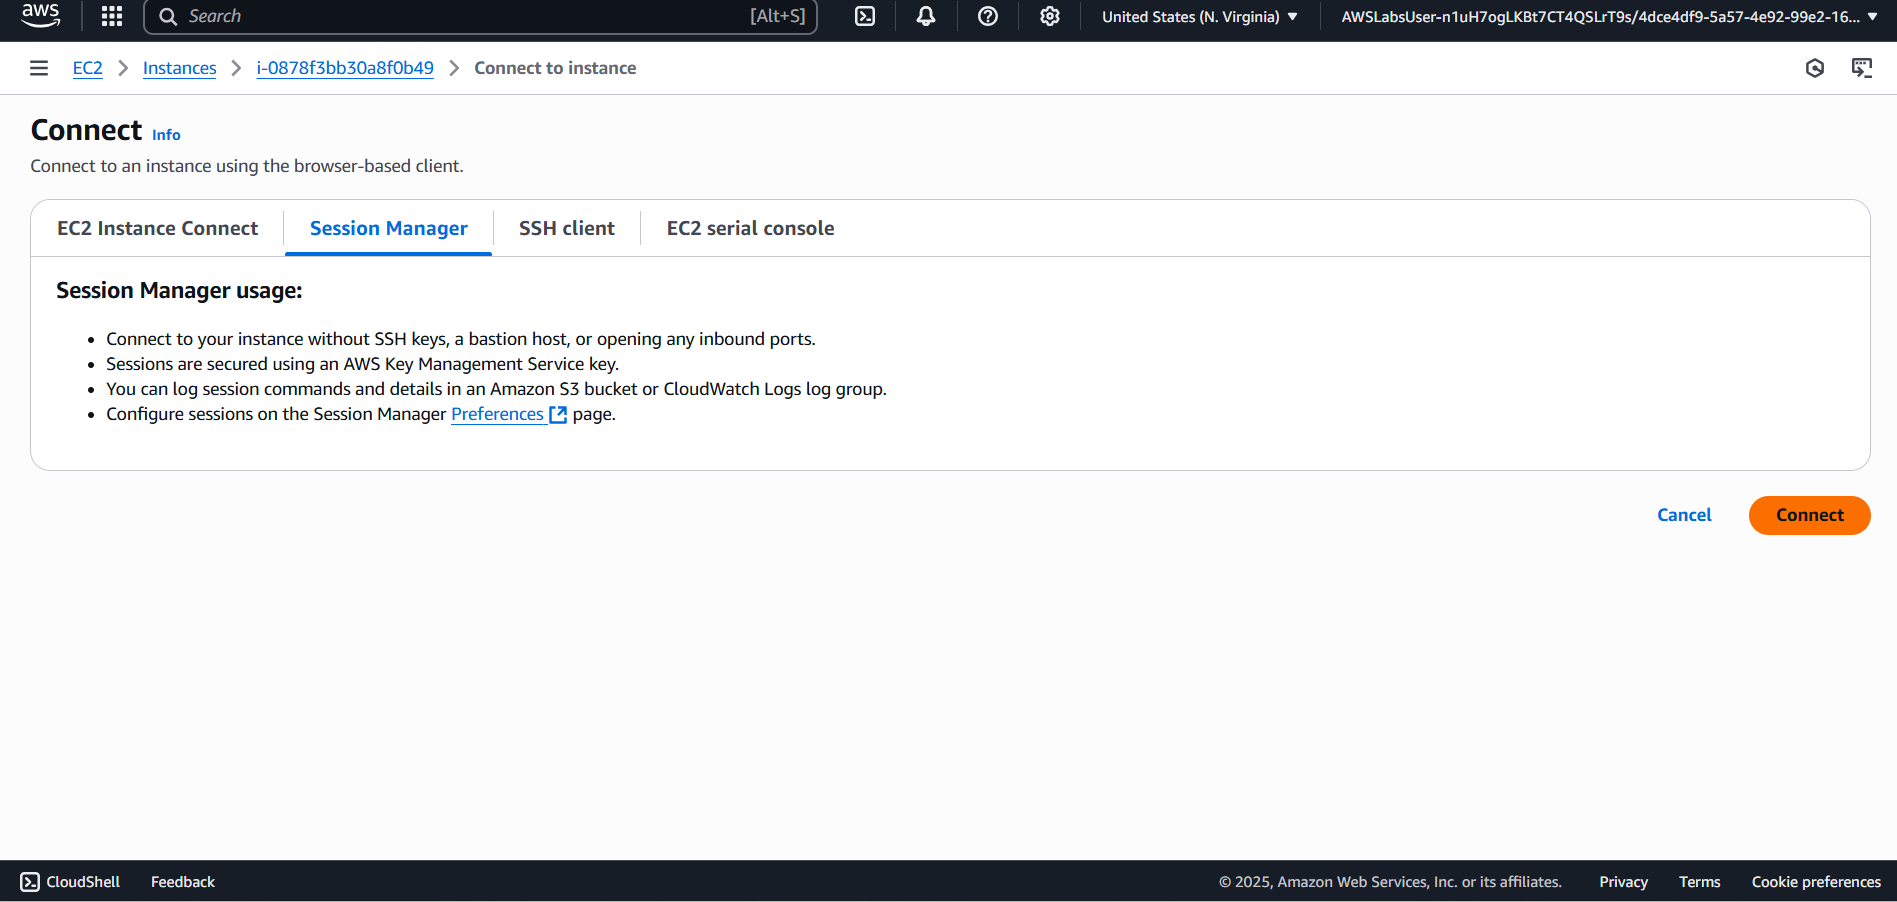 aws
Search [Alt+S] United States (N. Virginia) AWSLabsUser-n1uH7ogLKBt7CT4QSLrT9s/4dce4df9-5a57-4e92-99e2-16...
EC2 Instances i-0878f3bb30a8f0b49 Connect to instance
Connect Info
Connect to an instance using the browser-based client.
EC2 Instance Connect Session Manager SSH client EC2 serial console
Session Manager usage:
• Connect to your instance without SSH keys, a bastion host, or opening any inbound ports.
• Sessions are secured using an AWS Key Management Service key.
• You can log session commands and details in an Amazon S3 bucket or CloudWatch Logs log group.
• Configure sessions on the Session Manager Preferences page.
Cancel Connect
CloudShell Feedback © 2025, Amazon Web Services, Inc. or its affiliates. Privacy Terms Cookie preferences